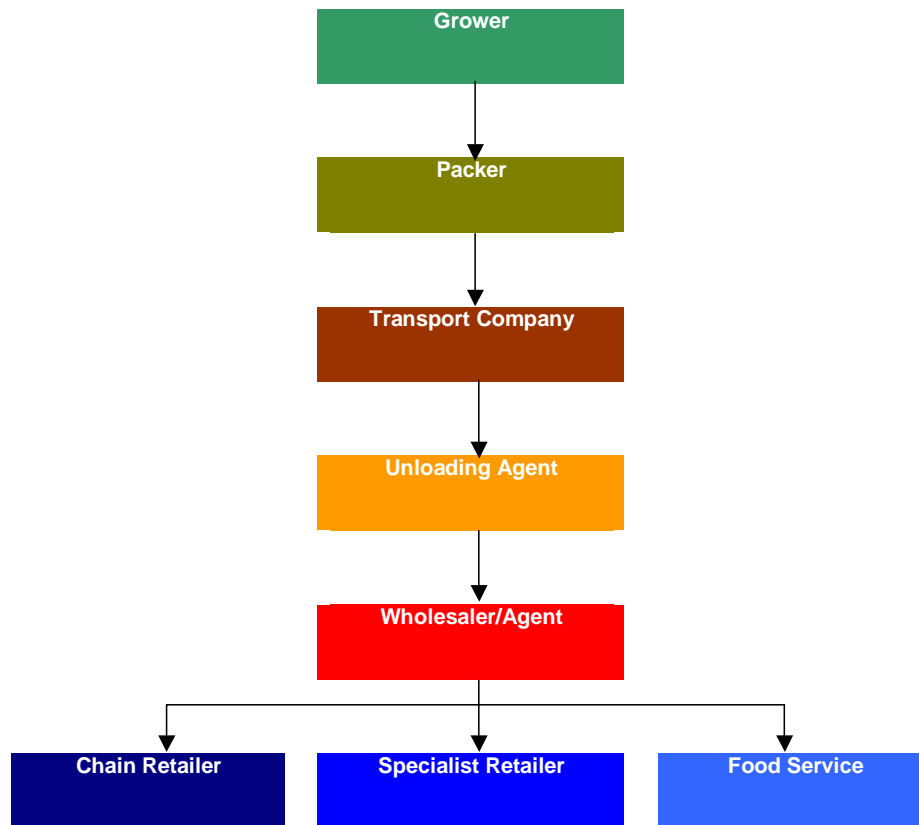 Grower
Packer
Transport Company
Unloading Agent
Wholesaler/Agent
Chain Retailer
Specialist Retailer
Food Service